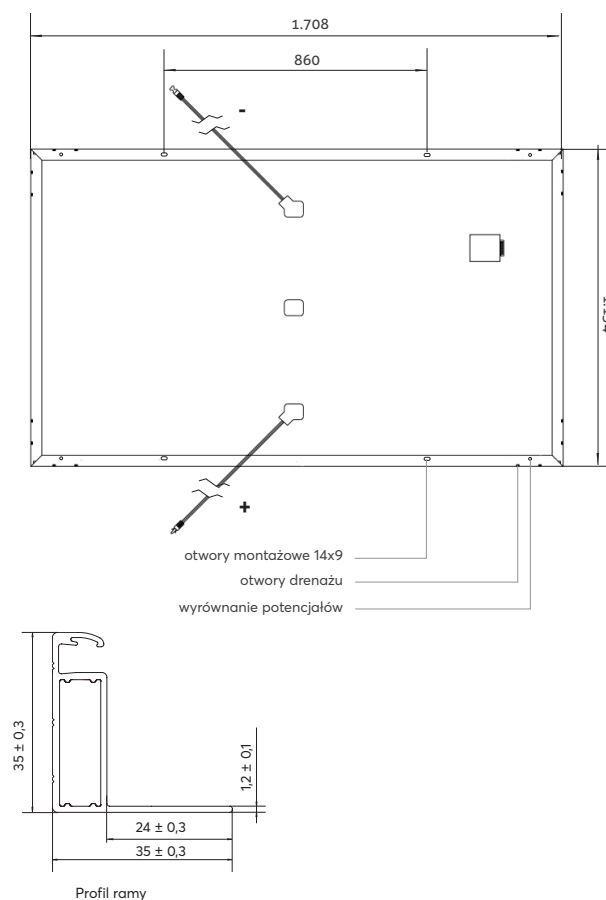 1.708
860
-
+
otwory montażowe 14x9
otwory drenażu
wyrównanie potencjałów
35 ± 0,3
1,2 ± 0,1
24 ± 0,3
35 ± 0,3
Profil ramy